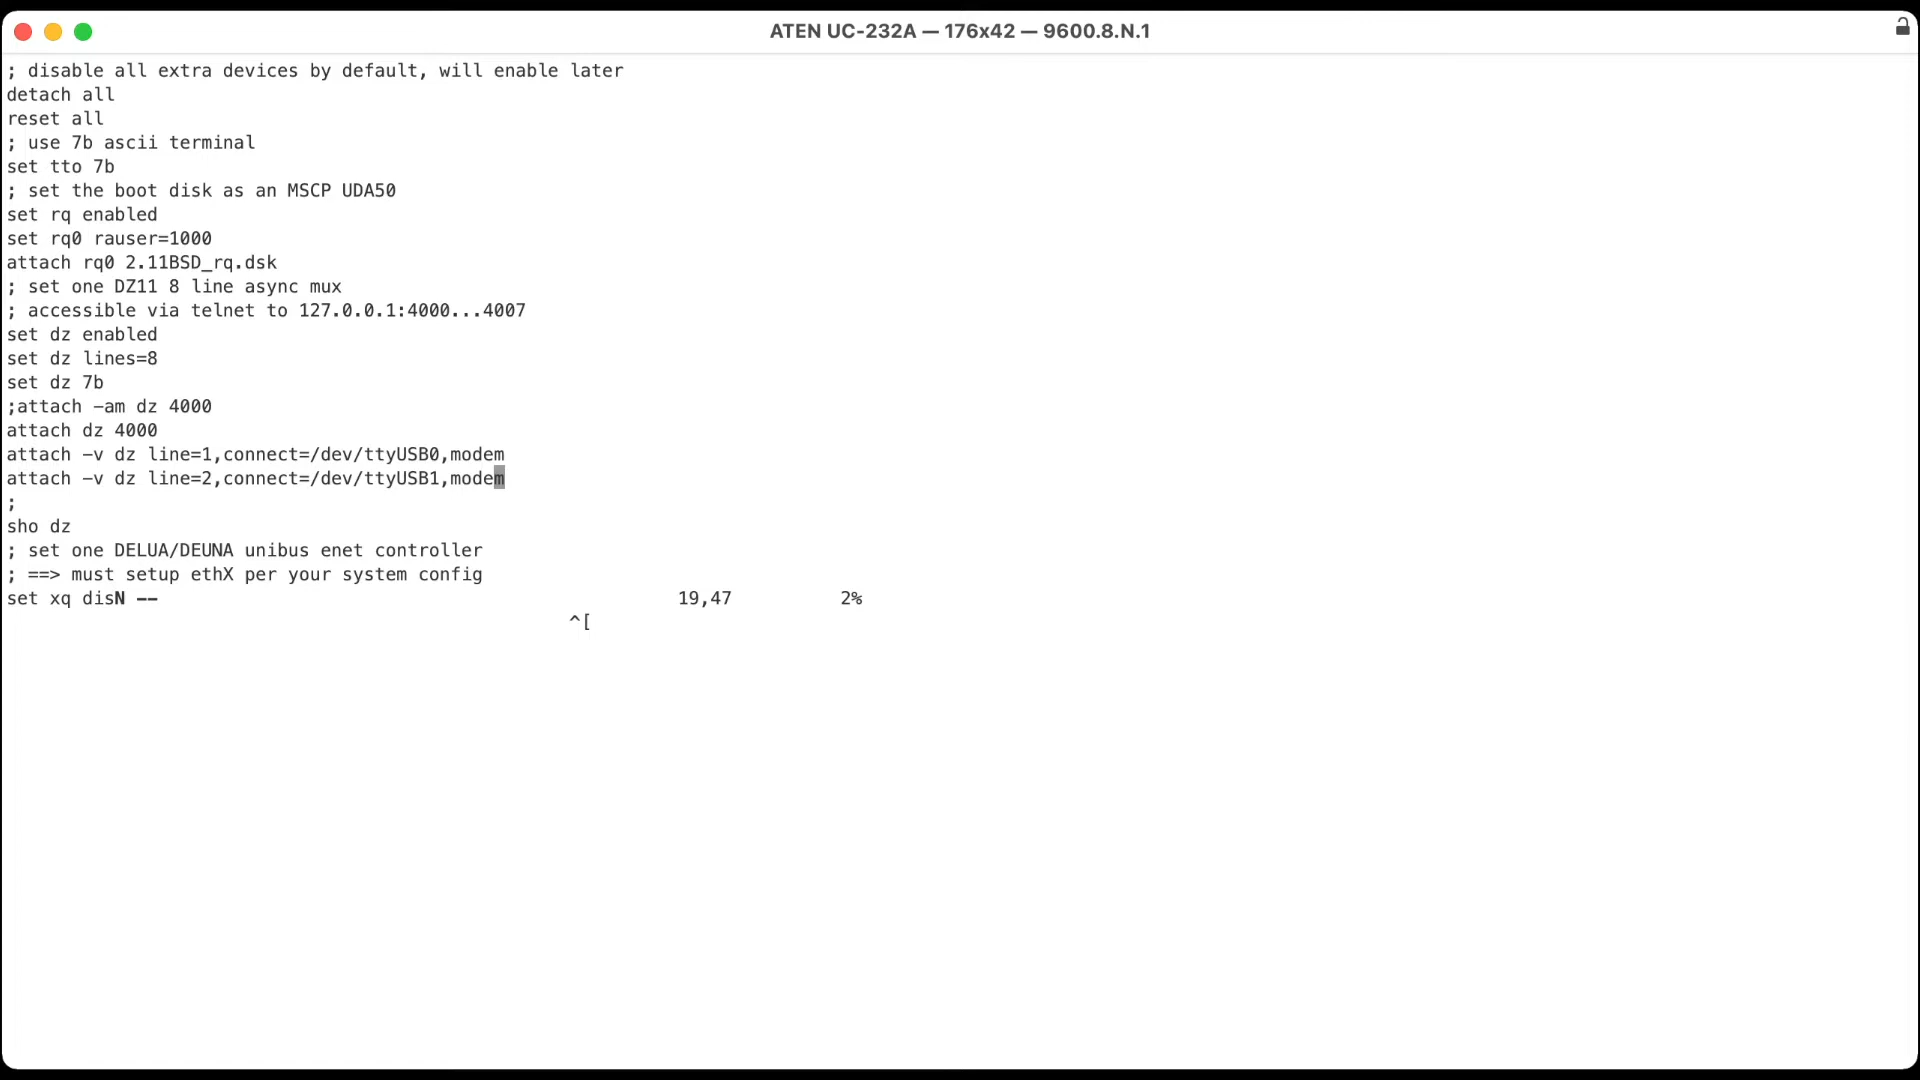 ATEN UC-232A — 176x42 — 9600.8.N.1
; disable all extra devices by default, will enable later
detach all
reset all
; use 7b ascii terminal
set tto 7b
; set the boot disk as an MSCP UDA50
set rq enabled
set rq0 rauser=1000
attach rq0 2.11BSD_rq.dsk
; set one DZ11 8 line async mux
; accessible via telnet to 127.0.0.1:4000...4007
set dz enabled
set dz lines=8
set dz 7b
;attach -am dz 4000
attach dz 4000
attach -v dz line=1,connect=/dev/ttyUSB0,modem
attach -v dz line=2,connect=/dev/ttyUSB1,modem
;
sho dz
; set one DELUA/DEUNA unibus enet controller
; ==> must setup ethX per your system config
set xq disN -- 19,47 2%
^[